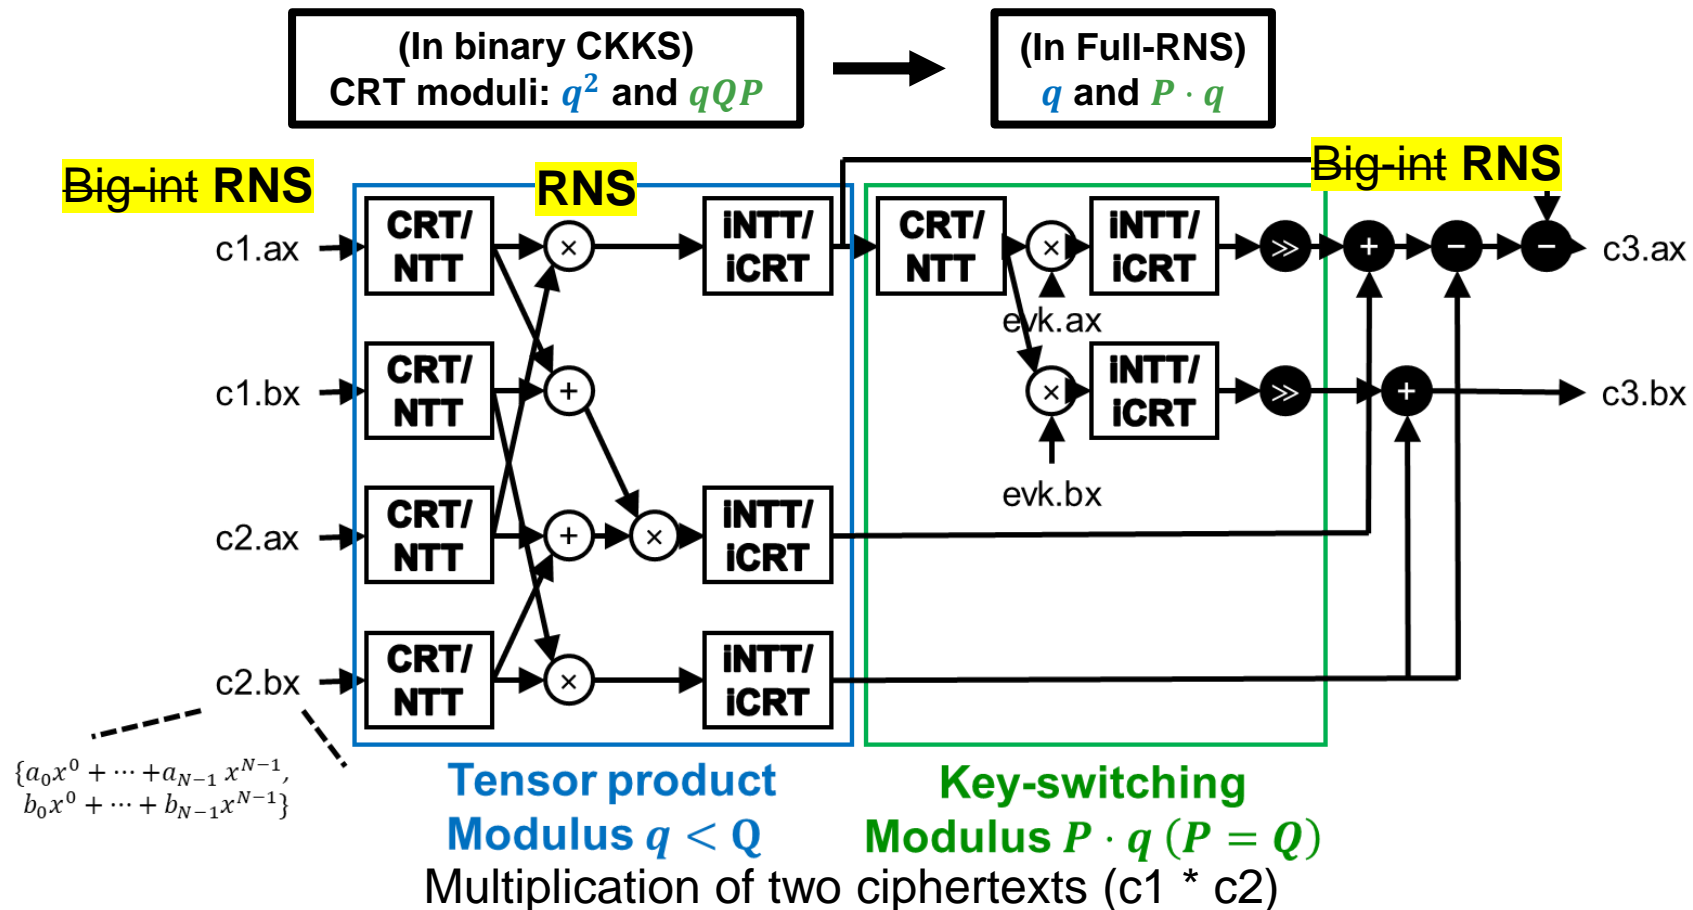 (In binary CKKS)
CRT moduli: q² and qQP
(In Full-RNS)
q and P · q
Big-int RNS
RNS
Big-int RNS
c1.ax
CRT/
NTT
×
iNTT/
iCRT
CRT/
NTT
×
iNTT/
iCRT
≫
+
−
−
c3.ax
evk.ax
c1.bx
CRT/
NTT
+
×
iNTT/
iCRT
≫
+
c3.bx
evk.bx
c2.ax
CRT/
NTT
+
×
iNTT/
iCRT
c2.bx
CRT/
NTT
×
iNTT/
iCRT
{a₀x⁰ + ⋯ +a_{N−1} x^{N−1},
b₀x⁰ + ⋯ + b_{N−1}x^{N−1}}
Tensor product
Modulus q < Q
Key-switching
Modulus P · q (P = Q)
Multiplication of two ciphertexts (c1 * c2)